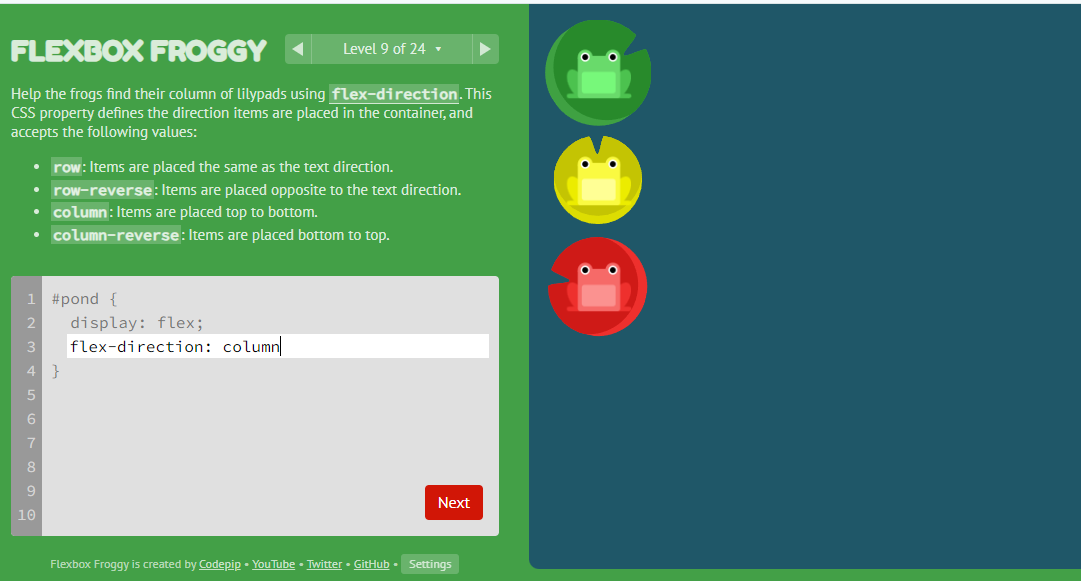 FLEXBOX FROGGY
Level 9 of 24
Help the frogs find their column of lilypads using flex-direction. This
CSS property defines the direction items are placed in the container, and
accepts the following values:
• row: Items are placed the same as the text direction.
• row-reverse: Items are placed opposite to the text direction.
• column: Items are placed top to bottom.
• column-reverse: Items are placed bottom to top.
1 #pond {
2 display: flex;
3 flex-direction: column
4 }
5
6
7
8
9
10
Next
Flexbox Froggy is created by Codepip • YouTube • Twitter • GitHub • Settings